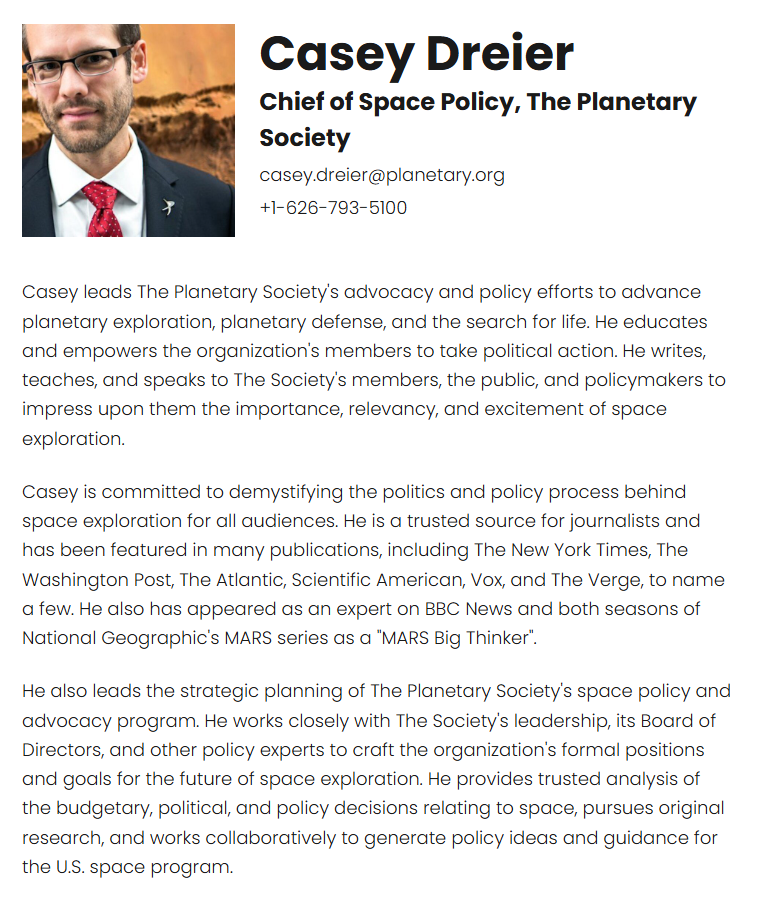 Casey Dreier
Chief of Space Policy, The Planetary
Society
casey.dreier@planetary.org
+1-626-793-5100
Casey leads The Planetary Society's advocacy and policy efforts to advance
planetary exploration, planetary defense, and the search for life. He educates
and empowers the organization's members to take political action. He writes,
teaches, and speaks to The Society's members, the public, and policymakers to
impress upon them the importance, relevancy, and excitement of space
exploration.
Casey is committed to demystifying the politics and policy process behind
space exploration for all audiences. He is a trusted source for journalists and
has been featured in many publications, including The New York Times, The
Washington Post, The Atlantic, Scientific American, Vox, and The Verge, to name
a few. He also has appeared as an expert on BBC News and both seasons of
National Geographic's MARS series as a "MARS Big Thinker".
He also leads the strategic planning of The Planetary Society's space policy and
advocacy program. He works closely with The Society's leadership, its Board of
Directors, and other policy experts to craft the organization's formal positions
and goals for the future of space exploration. He provides trusted analysis of
the budgetary, political, and policy decisions relating to space, pursues original
research, and works collaboratively to generate policy ideas and guidance for
the U.S. space program.